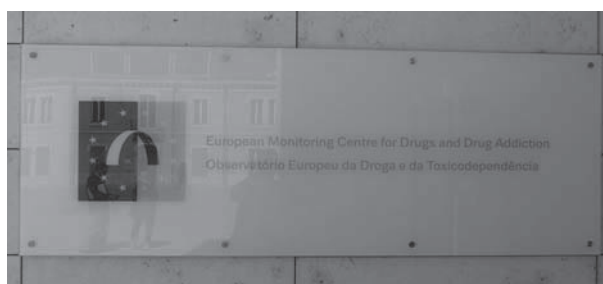 European Monitoring Centre for Drugs and Drug Addiction
Observatório Europeu da Droga e da Toxicodependência